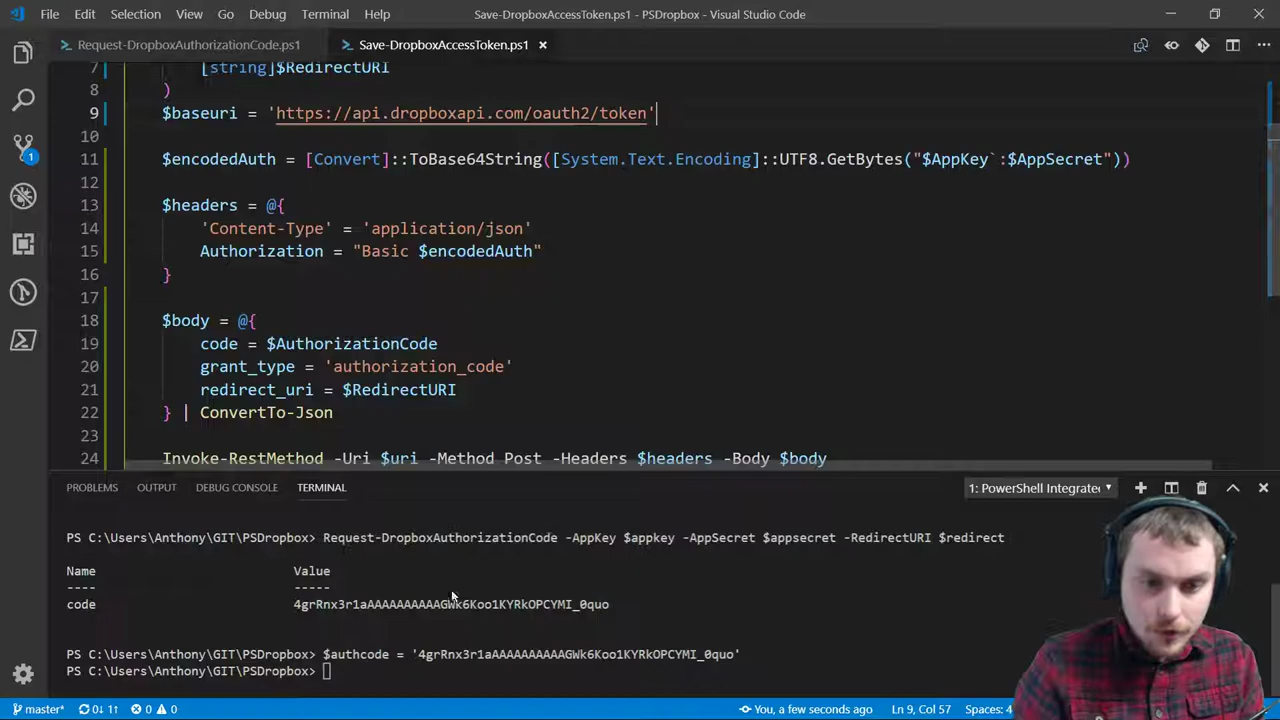 File Edit Selection View Go Debug Terminal Help Save-DropboxAccessToken.ps1 - PSDropbox - Visual Studio Code
Request-DropboxAuthorizationCode.ps1 Save-DropboxAccessToken.ps1
7 [string]$RedirectURI
8 )
9 $baseuri = 'https://api.dropboxapi.com/oauth2/token'
10
11 $encodedAuth = [Convert]::ToBase64String([System.Text.Encoding]::UTF8.GetBytes("$AppKey`:$AppSecret"))
12
13 $headers = @{
14 'Content-Type' = 'application/json'
15 Authorization = "Basic $encodedAuth"
16 }
17
18 $body = @{
19 code = $AuthorizationCode
20 grant_type = 'authorization_code'
21 redirect_uri = $RedirectURI
22 } | ConvertTo-Json
23
24 Invoke-RestMethod -Uri $uri -Method Post -Headers $headers -Body $body
1
PROBLEMS OUTPUT DEBUG CONSOLE TERMINAL 1: PowerShell Integrate
PS C:\Users\Anthony\GIT\PSDropbox> Request-DropboxAuthorizationCode -AppKey $appkey -AppSecret $appsecret -RedirectURI $redirect
Name Value
---- -----
code 4grRnx3r1aAAAAAAAAAAGWk6Koo1KYRkOPCYMI_0quo
PS C:\Users\Anthony\GIT\PSDropbox> $authcode = '4grRnx3r1aAAAAAAAAAAGWk6Koo1KYRkOPCYMI_0quo'
PS C:\Users\Anthony\GIT\PSDropbox>
master* 0↓ 1↑ 0 0 You, a few seconds ago Ln 9, Col 57 Spaces: 4